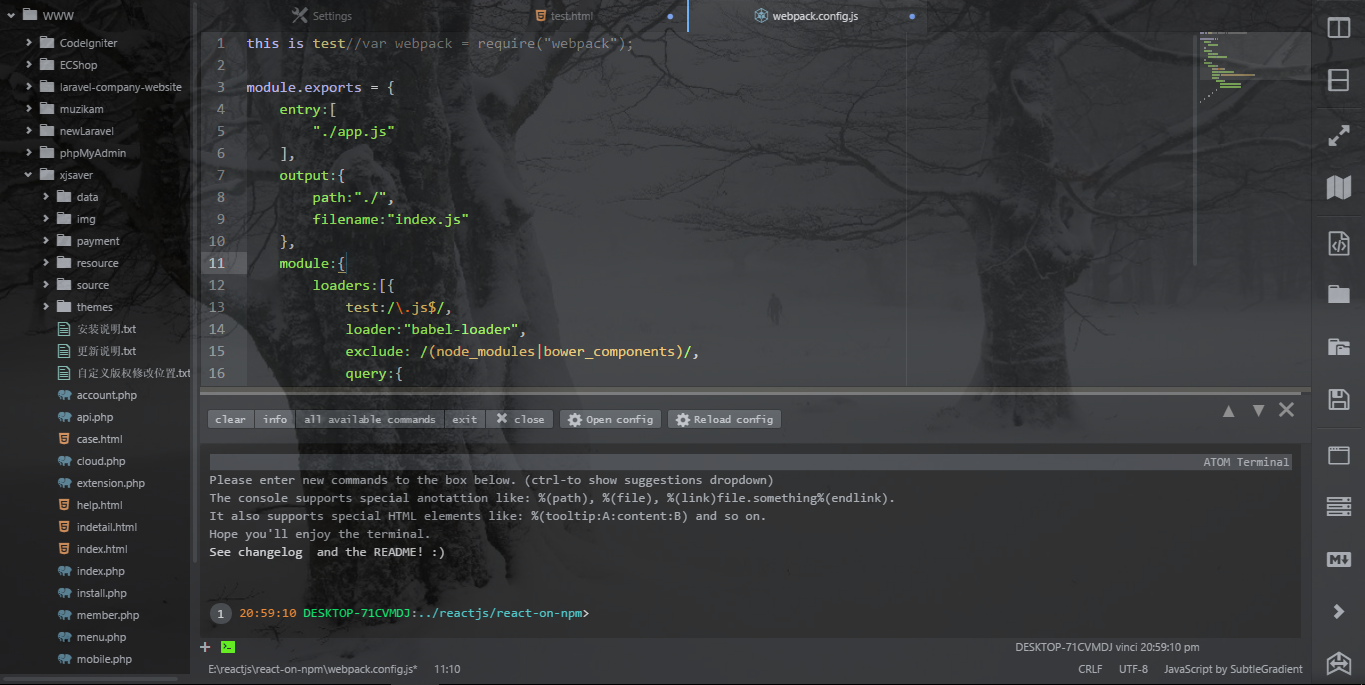 WWW
CodeIgniter
ECShop
laravel-company-website
muzikam
newLaravel
phpMyAdmin
xjsaver
data
img
payment
resource
source
themes
安装说明.txt
更新说明.txt
自定义版权修改位置.txt
account.php
api.php
case.html
cloud.php
extension.php
help.html
indetail.html
index.html
index.php
install.php
member.php
menu.php
mobile.php
Settings
test.html
webpack.config.js
1 this is test//var webpack = require("webpack");
2
3 module.exports = {
4 entry:[
5 "./app.js"
6 ],
7 output:{
8 path:"./",
9 filename:"index.js"
10 },
11 module:{
12 loaders:[{
13 test:/\.js$/,
14 loader:"babel-loader",
15 exclude: /(node_modules|bower_components)/,
16 query:{
clear info all available commands exit close Open config Reload config
ATOM Terminal
Please enter new commands to the box below. (ctrl-to show suggestions dropdown)
The console supports special anotattion like: %(path), %(file), %(link)file.something%(endlink).
It also supports special HTML elements like: %(tooltip:A:content:B) and so on.
Hope you'll enjoy the terminal.
See changelog and the README! :)
1 20:59:10 DESKTOP-71CVMDJ:../reactjs/react-on-npm>
DESKTOP-71CVMDJ vinci 20:59:10 pm
E:\reactjs\react-on-npm\webpack.config.js* 11:10
CRLF UTF-8 JavaScript by SubtleGradient
M↓